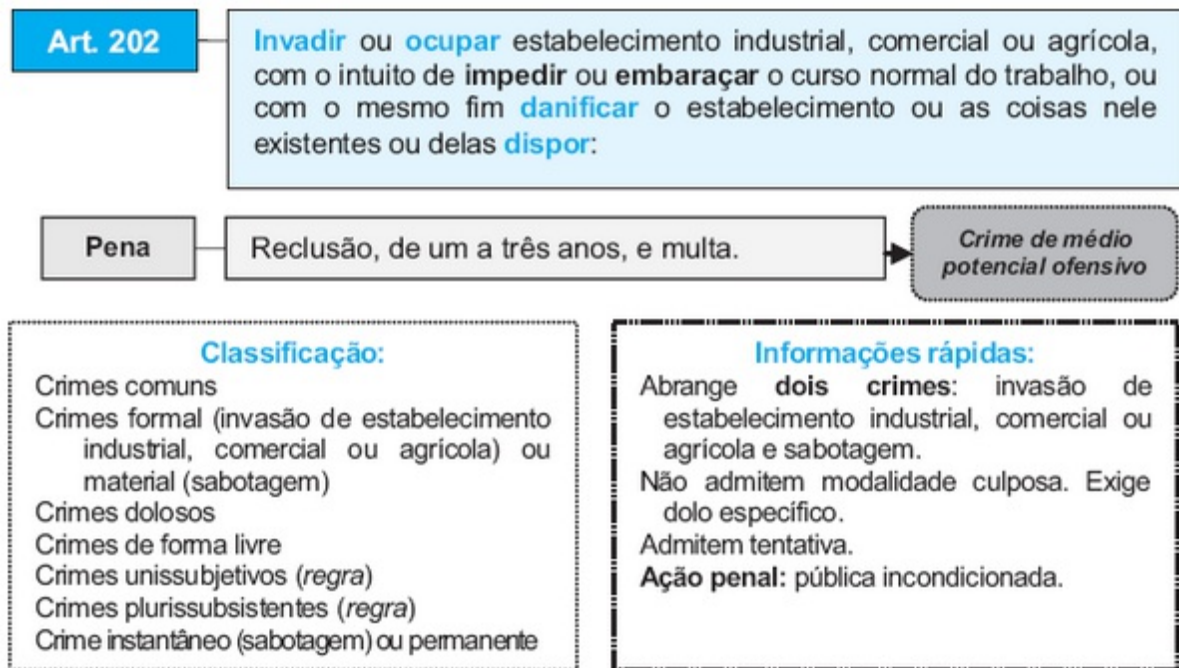 Art. 202
Invadir ou ocupar estabelecimento industrial, comercial ou agrícola,
com o intuito de impedir ou embaraçar o curso normal do trabalho, ou
com o mesmo fim danificar o estabelecimento ou as coisas nele
existentes ou delas dispor:
Pena
Reclusão, de um a três anos, e multa.
Crime de médio
potencial ofensivo
Classificação:
Crimes comuns
Crimes formal (invasão de estabelecimento
industrial, comercial ou agrícola) ou
material (sabotagem)
Crimes dolosos
Crimes de forma livre
Crimes unissubjetivos (regra)
Crimes plurissubsistentes (regra)
Crime instantâneo (sabotagem) ou permanente
Informações rápidas:
Abrange dois crimes: invasão de
estabelecimento industrial, comercial ou
agrícola e sabotagem.
Não admitem modalidade culposa. Exige
dolo específico.
Admitem tentativa.
Ação penal: pública incondicionada.